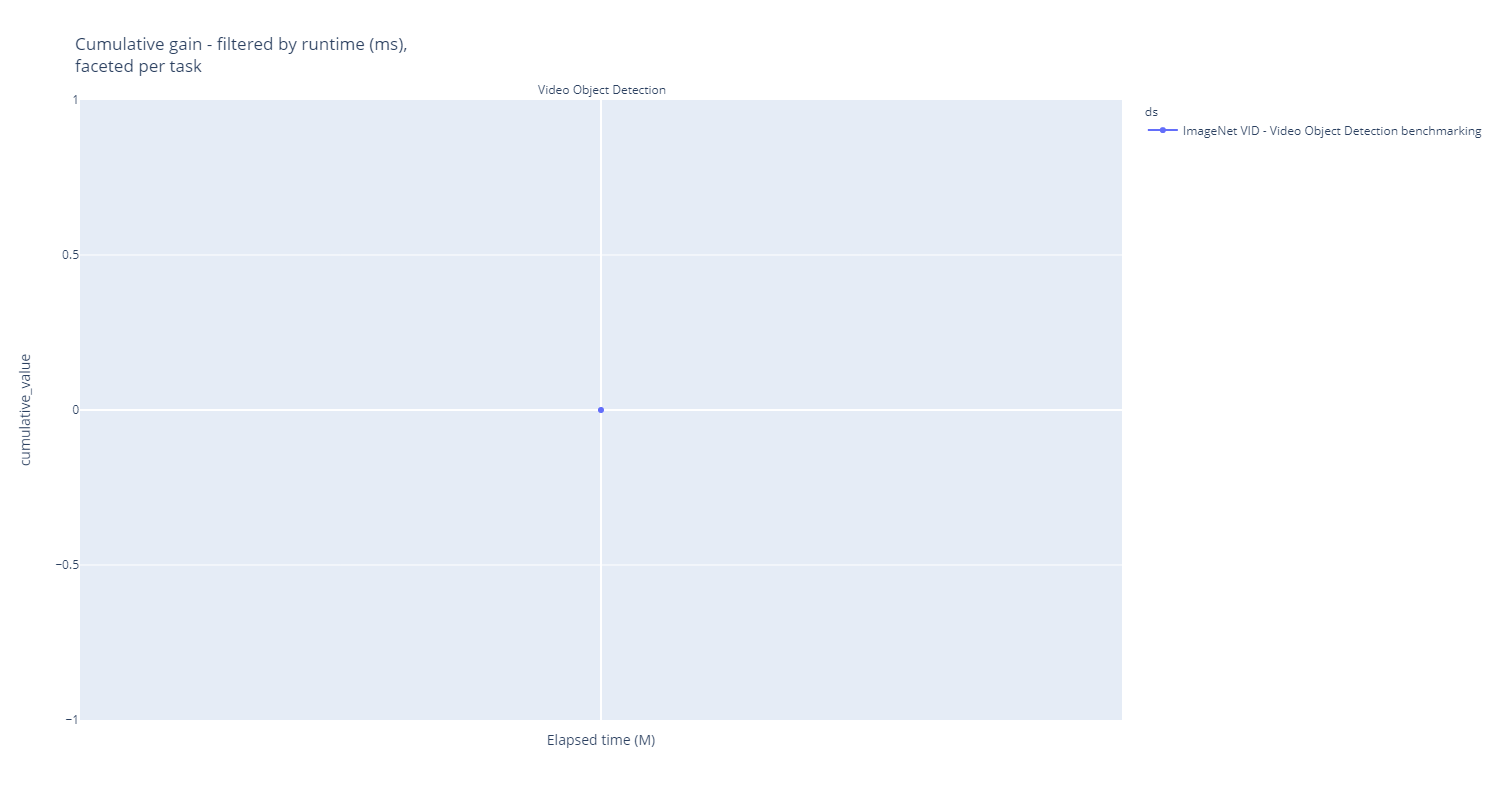 Cumulative gain - filtered by runtime (ms),
faceted per task
Video Object Detection
1
0.5
0
−0.5
−1
cumulative_value
Elapsed time (M)
ds
ImageNet VID - Video Object Detection benchmarking